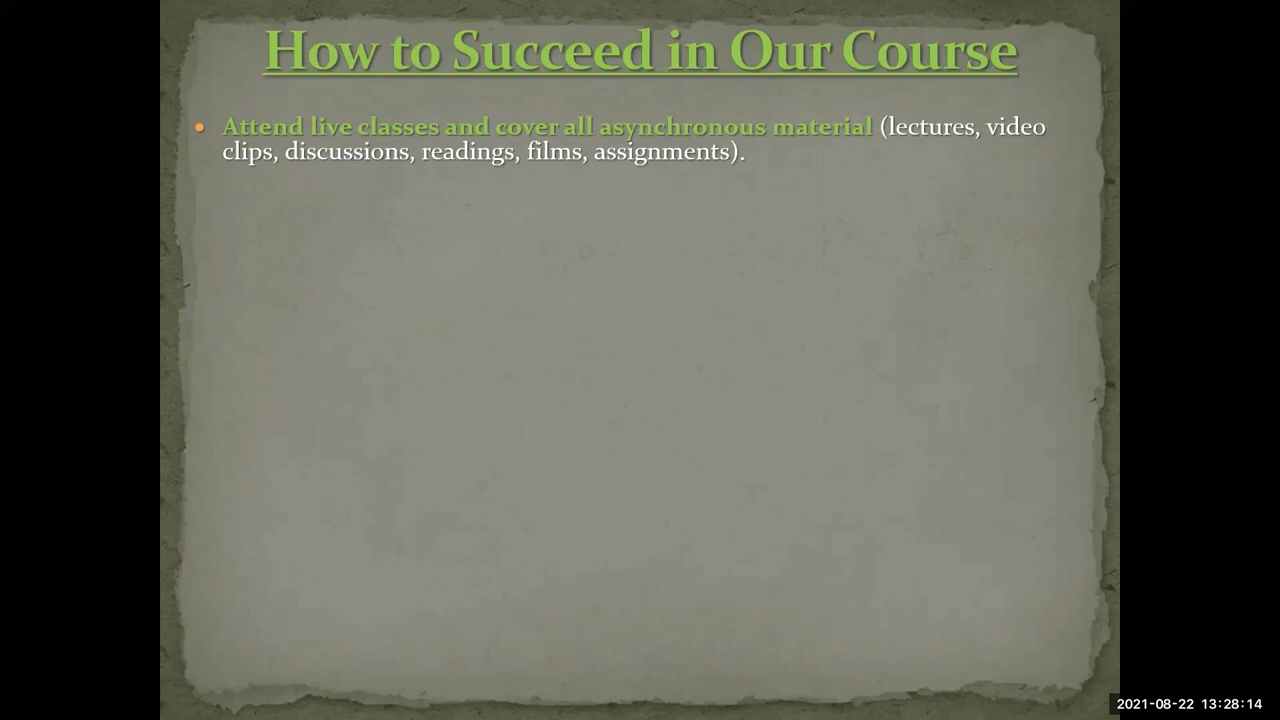 How to Succeed in Our Course
• Attend live classes and cover all asynchronous material (lectures, video
clips, discussions, readings, films, assignments).
2021-08-22 13:28:14